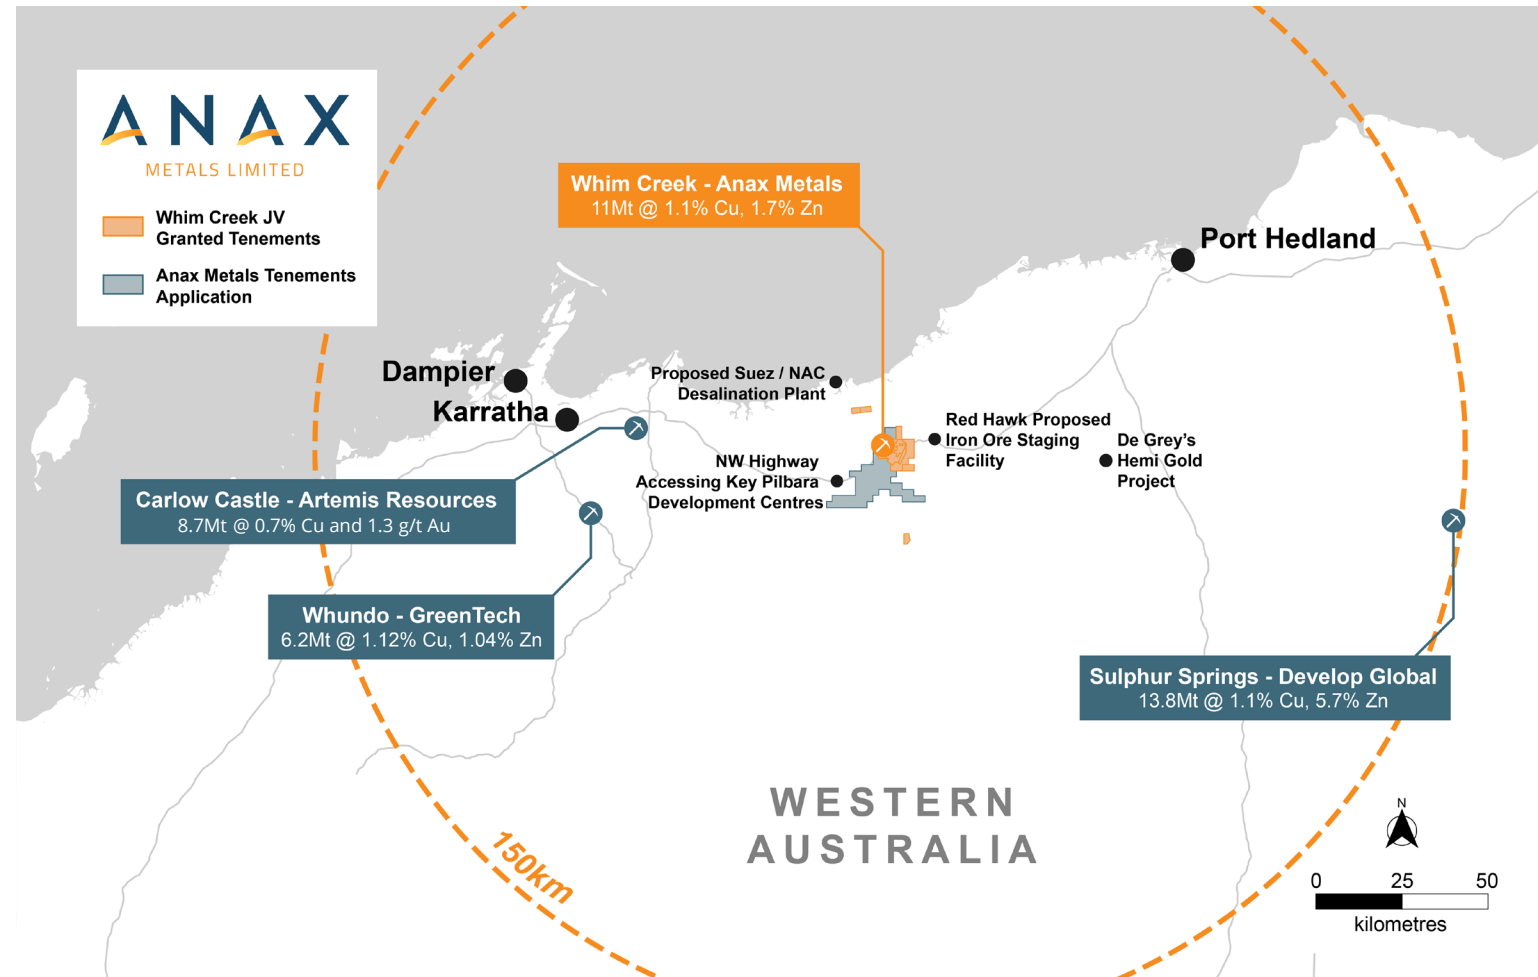 ANAX
METALS LIMITED
Whim Creek JV
Granted Tenements
Anax Metals Tenements
Application
Whim Creek - Anax Metals
11Mt @ 1.1% Cu, 1.7% Zn
Port Hedland
Dampier
Karratha
Proposed Suez / NAC
Desalination Plant
Red Hawk Proposed
Iron Ore Staging
Facility
De Grey's
Hemi Gold
Project
NW Highway
Accessing Key Pilbara
Development Centres
Carlow Castle - Artemis Resources
8.7Mt @ 0.7% Cu and 1.3 g/t Au
Whundo - GreenTech
6.2Mt @ 1.12% Cu, 1.04% Zn
Sulphur Springs - Develop Global
13.8Mt @ 1.1% Cu, 5.7% Zn
WESTERN
AUSTRALIA
150km
N
0 25 50
kilometres